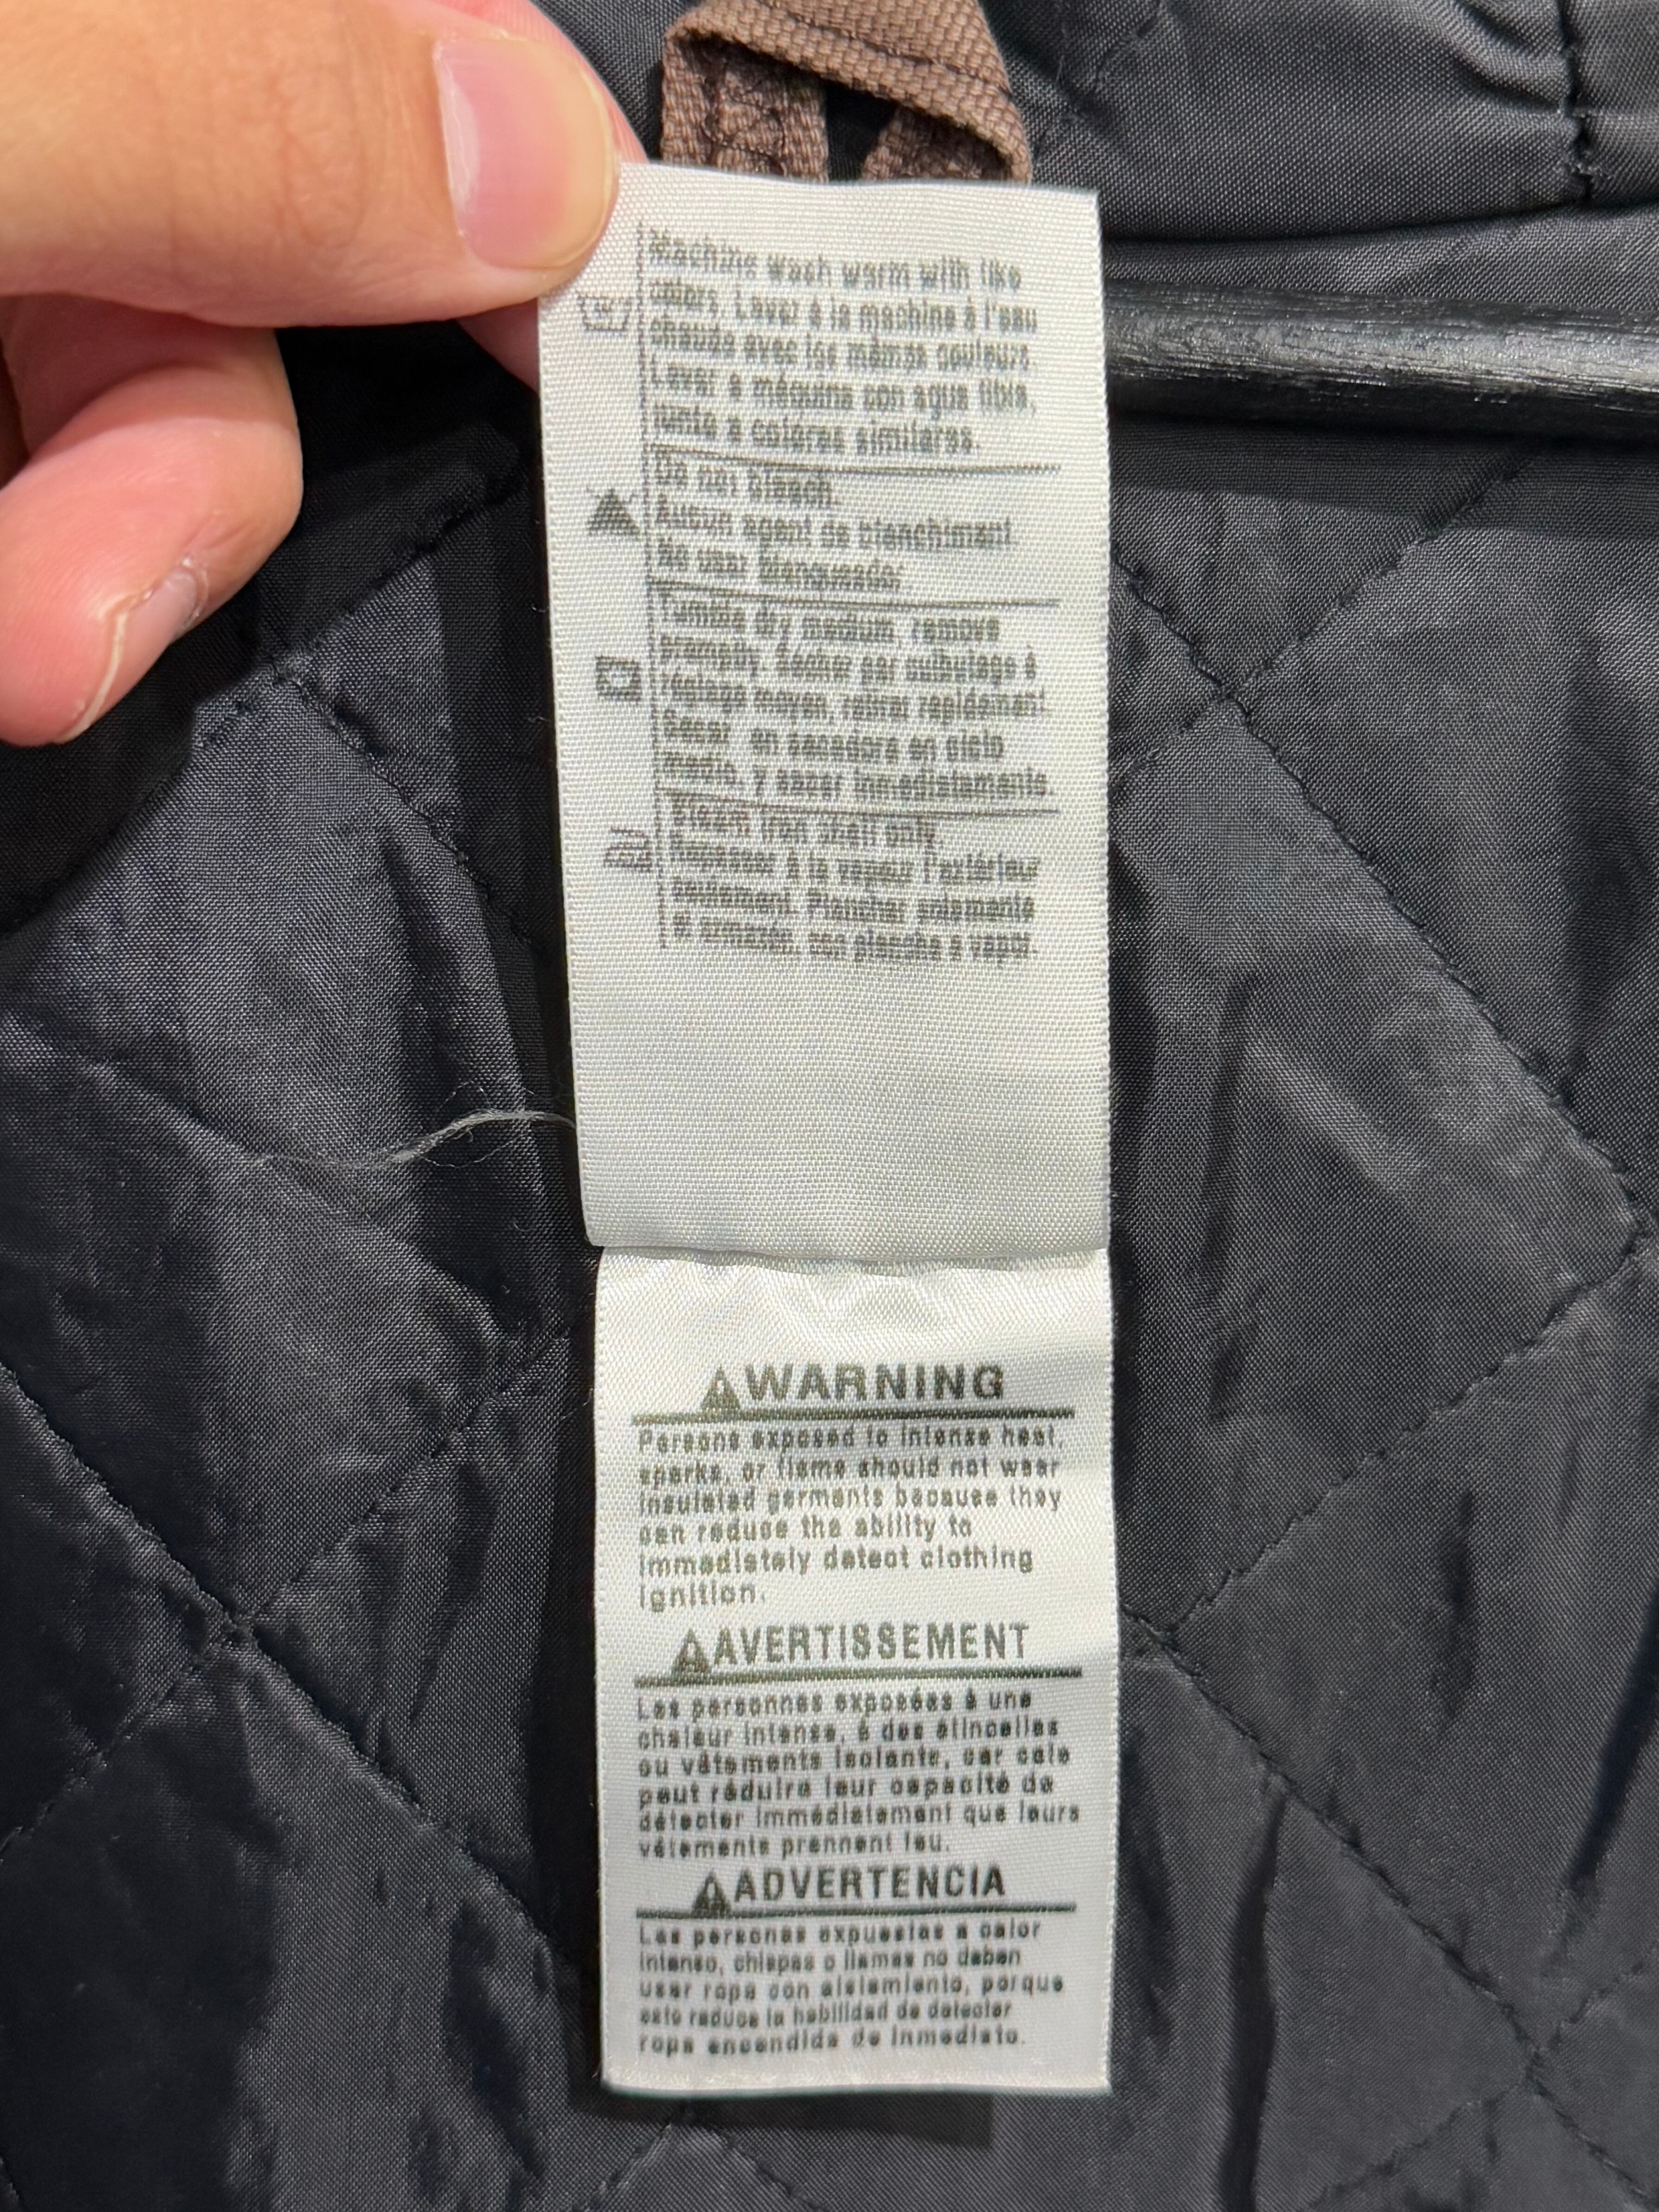 Machine wash warm with like
colors. Laver à la machine à l'eau
chaude avec les mêmes couleurs
Lavar a máquina con agua tibia,
junto a colores similares.
Do not bleach.
Aucun agent de blanchiment
No usar blanqueador
Tumble dry medium, remove
promptly. Sécher par culbutage à
réglage moyen, retirer rapidement
Secar en secadora en ciclo
medio, y sacar inmediatamente.
Steam iron shell only.
Repasser à la vapeur l'extérieur
seulement. Planchar
con plancha a vapor.
WARNING
Persons exposed to intense heat,
sparks, or flame should not wear
insulated garments because they
can reduce the ability to
immediately detect clothing
ignition.
AVERTISSEMENT
Les personnes exposées à une
chaleur intense, à des étincelles
ou vêtements isolants, car cela
peut réduire leur capacité de
détecter immédiatement que leurs
vêtements prennent feu.
ADVERTENCIA
Las personas expuestas a calor
intenso, chispas o llamas no deben
usar ropa con aislamiento, porque
esto reduce la habilidad de detectar
ropa encendida de inmediato.